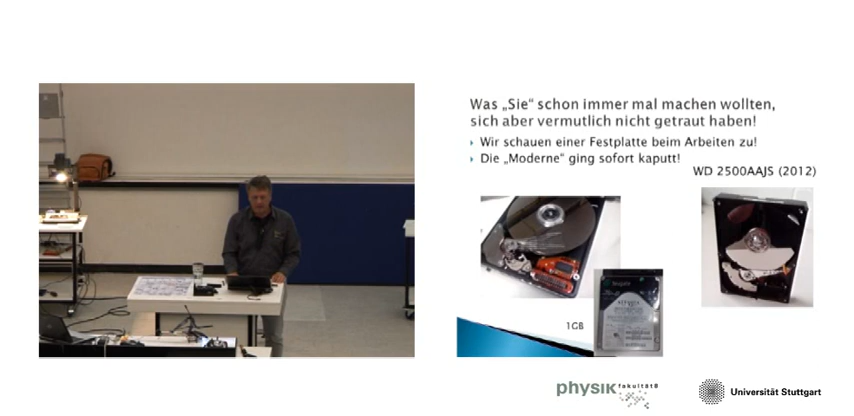 Was „Sie“ schon immer mal machen wollten,
sich aber vermutlich nicht getraut haben!
Wir schauen einer Festplatte beim Arbeiten zu!
Die „Moderne“ ging sofort kaputt!
WD 2500AAJS (2012)
1GB
physik fakultät8
Universität Stuttgart